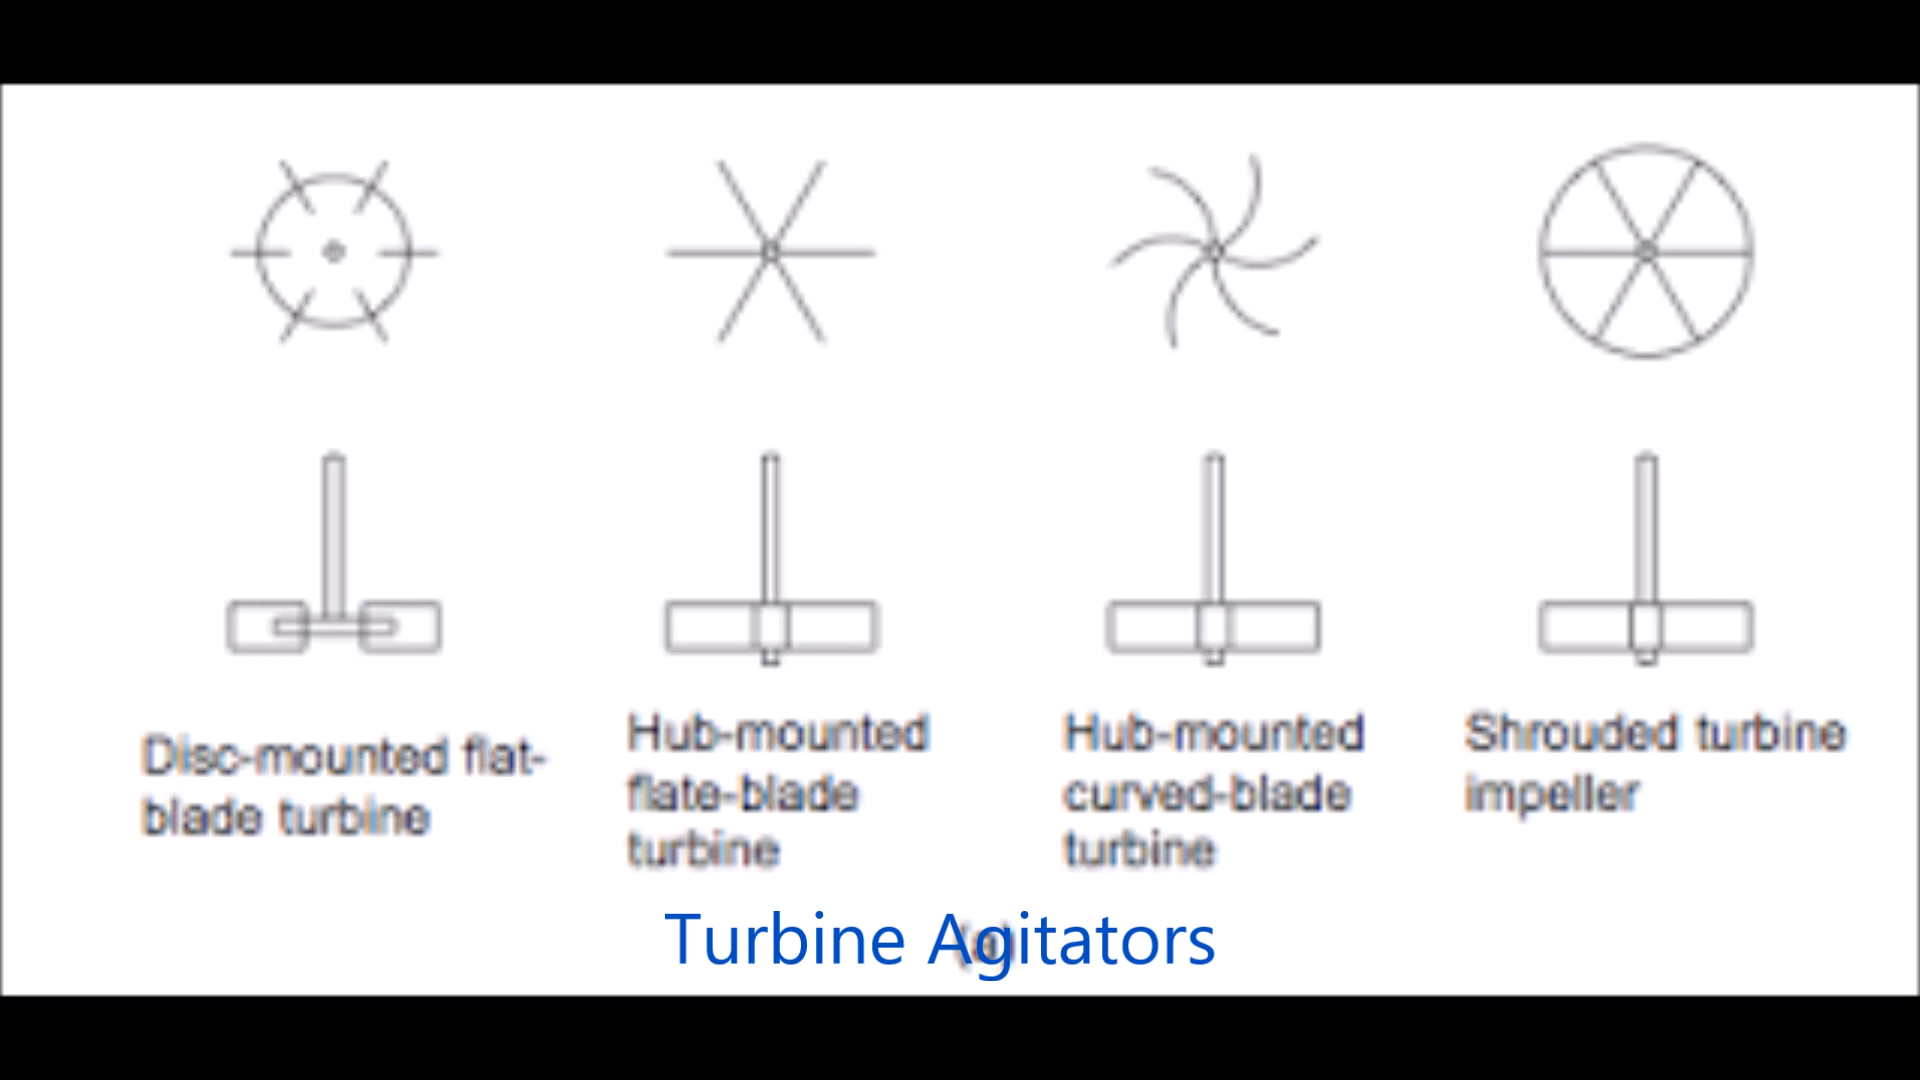 Disc-mounted flat-
blade turbine
Hub-mounted
flate-blade
turbine
Hub-mounted
curved-blade
turbine
Shrouded turbine
impeller
Turbine Agitators